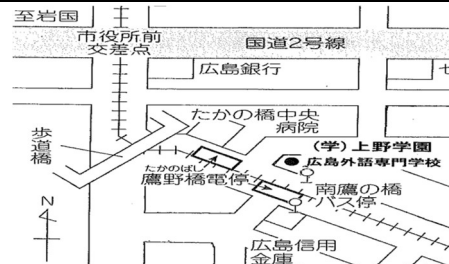 至岩国
市役所前
交差点
国道2号線
広島銀行
たかの橋中央
病院
歩
道
橋
(学)上野学園
広島外語専門学校
たかのばし
鷹野橋電停
南鷹の橋
バス停
N
広島信用
金庫